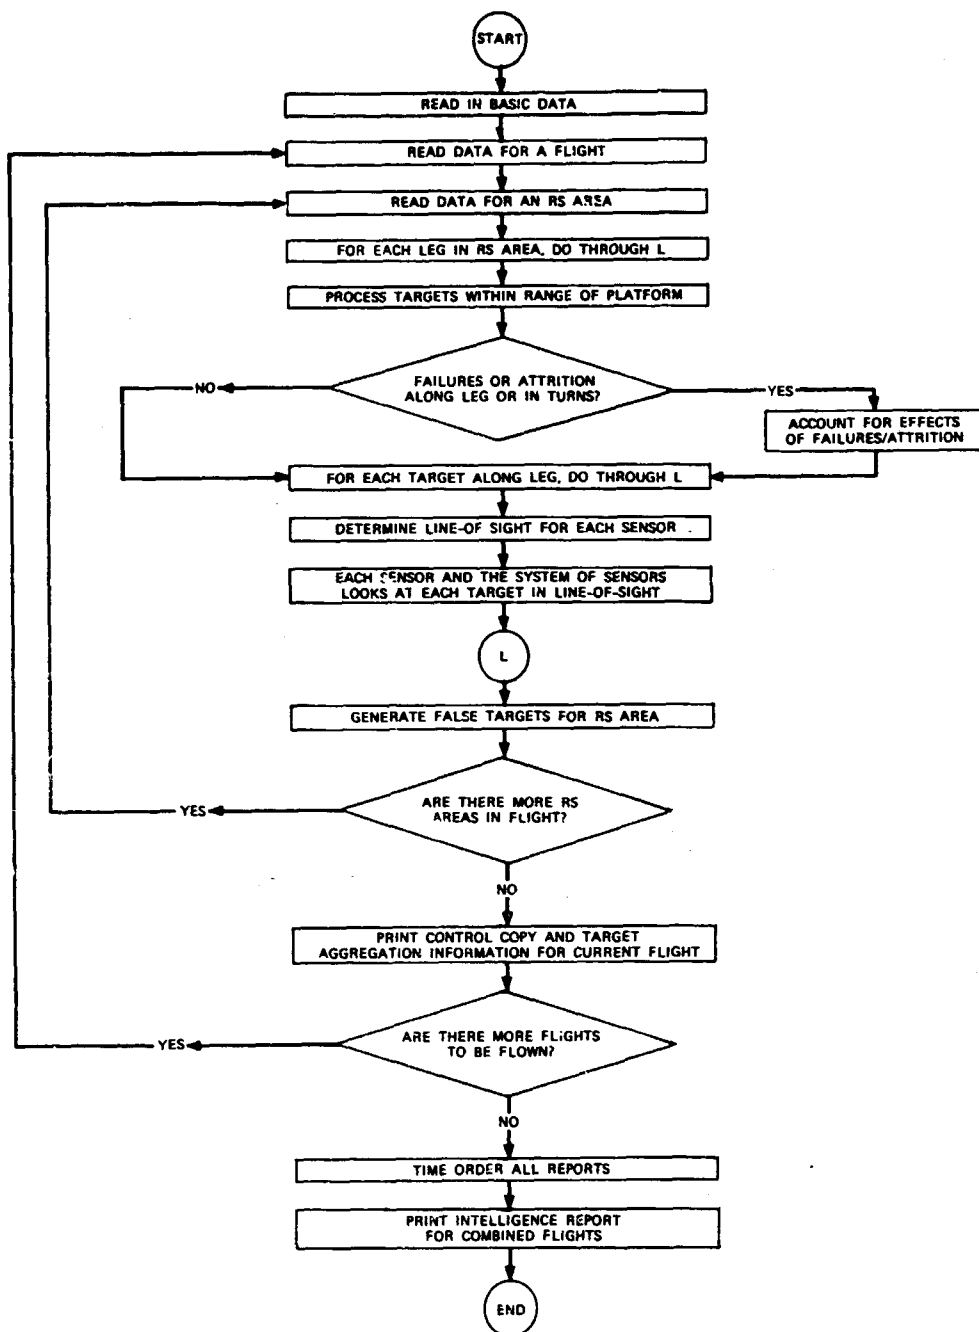 START
READ IN BASIC DATA
READ DATA FOR A FLIGHT
READ DATA FOR AN RS AREA
FOR EACH LEG IN RS AREA, DO THROUGH L
PROCESS TARGETS WITHIN RANGE OF PLATFORM
FAILURES OR ATTRITION
ALONG LEG OR IN TURNS?
NO
YES
ACCOUNT FOR EFFECTS
OF FAILURES/ATTRITION
FOR EACH TARGET ALONG LEG, DO THROUGH L
DETERMINE LINE-OF SIGHT FOR EACH SENSOR
EACH SENSOR AND THE SYSTEM OF SENSORS
LOOKS AT EACH TARGET IN LINE-OF-SIGHT
L
GENERATE FALSE TARGETS FOR RS AREA
ARE THERE MORE RS
AREAS IN FLIGHT?
YES
NO
PRINT CONTROL COPY AND TARGET
AGGREGATION INFORMATION FOR CURRENT FLIGHT
ARE THERE MORE FLIGHTS
TO BE FLOWN?
YES
NO
TIME ORDER ALL REPORTS
PRINT INTELLIGENCE REPORT
FOR COMBINED FLIGHTS
END